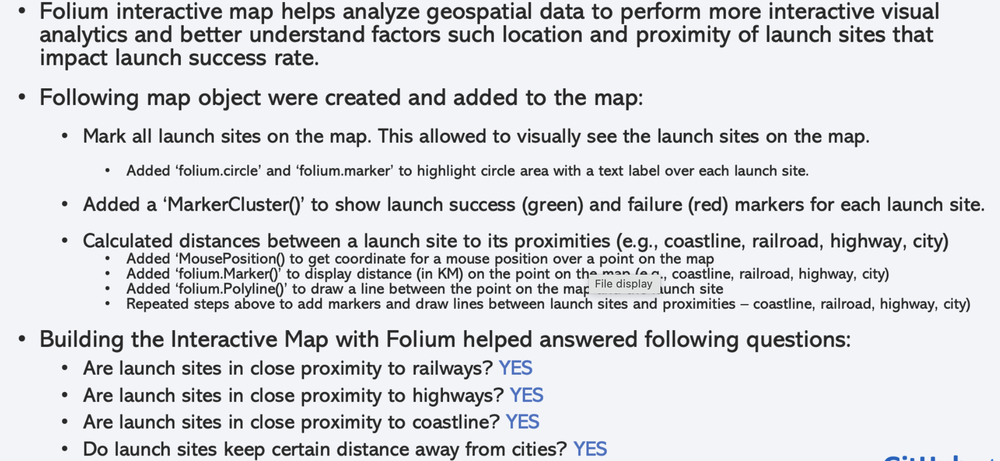 • Folium interactive map helps analyze geospatial data to perform more interactive visual
analytics and better understand factors such location and proximity of launch sites that
impact launch success rate.
• Following map object were created and added to the map:
• Mark all launch sites on the map. This allowed to visually see the launch sites on the map.
• Added ‘folium.circle’ and ‘folium.marker’ to highlight circle area with a text label over each launch site.
• Added a ‘MarkerCluster()’ to show launch success (green) and failure (red) markers for each launch site.
• Calculated distances between a launch site to its proximities (e.g., coastline, railroad, highway, city)
• Added ‘MousePosition() to get coordinate for a mouse position over a point on the map
• Added ‘folium.Marker()’ to display distance (in KM) on the point on the map (e.g., coastline, railroad, highway, city)
File display
• Added ‘folium.Polyline()’ to draw a line between the point on the map launch site
• Repeated steps above to add markers and draw lines between launch sites and proximities – coastline, railroad, highway, city)
• Building the Interactive Map with Folium helped answered following questions:
• Are launch sites in close proximity to railways? YES
• Are launch sites in close proximity to highways? YES
• Are launch sites in close proximity to coastline? YES
• Do launch sites keep certain distance away from cities? YES